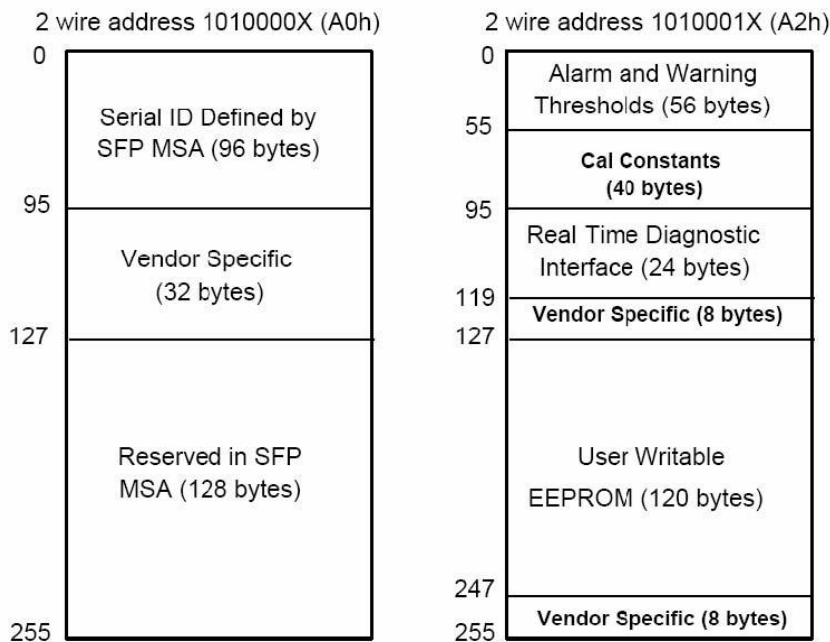 2 wire address 1010000X (A0h)
0
Serial ID Defined by
SFP MSA (96 bytes)
95
Vendor Specific
(32 bytes)
127
Reserved in SFP
MSA (128 bytes)
255
2 wire address 1010001X (A2h)
0
Alarm and Warning
Thresholds (56 bytes)
55
Cal Constants
(40 bytes)
95
Real Time Diagnostic
Interface (24 bytes)
119
Vendor Specific (8 bytes)
127
User Writable
EEPROM (120 bytes)
247
Vendor Specific (8 bytes)
255